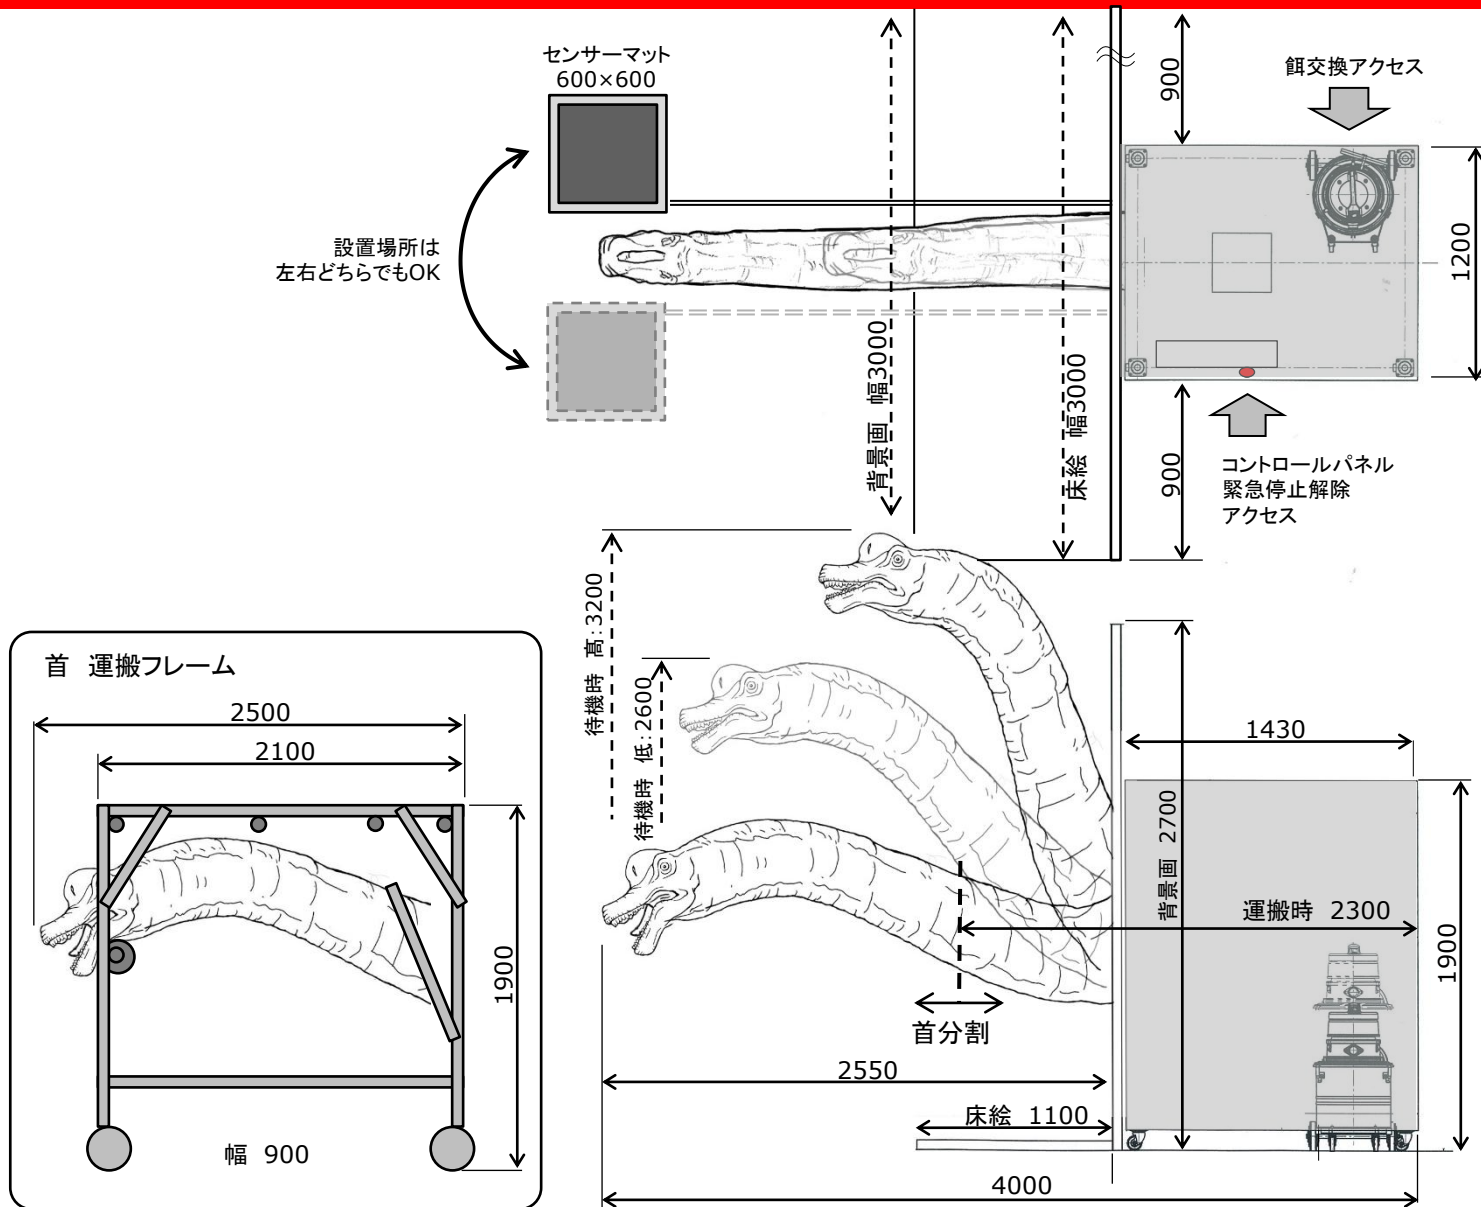 センサーマット
600×600
餌交換アクセス
900
設置場所は
左右どちらでもOK
1200
背景画 幅3000
床絵 幅3000
900
コントロールパネル
緊急停止解除
アクセス
待機時 高:3200
待機時 低:2600
首 運搬フレーム
2500
2100
1900
幅 900
1430
背景画 2700
運搬時 2300
1900
首分割
2550
床絵 1100
4000